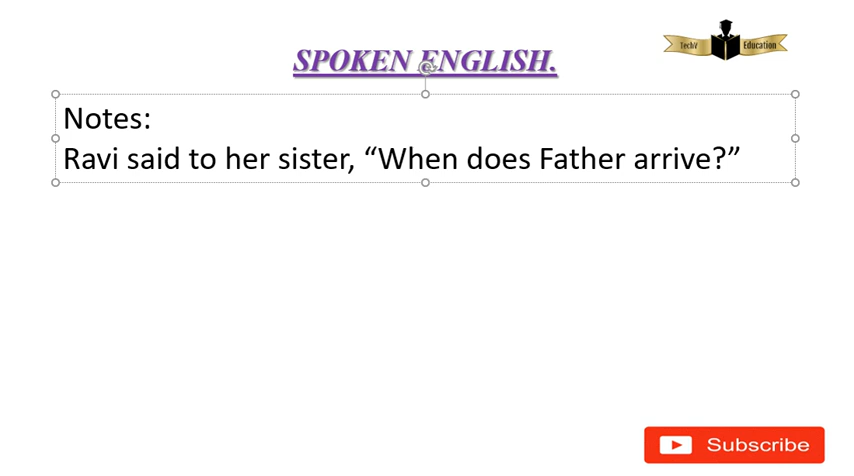 TechV Education
SPOKEN ENGLISH.
Notes:
Ravi said to her sister, “When does Father arrive?”
Subscribe